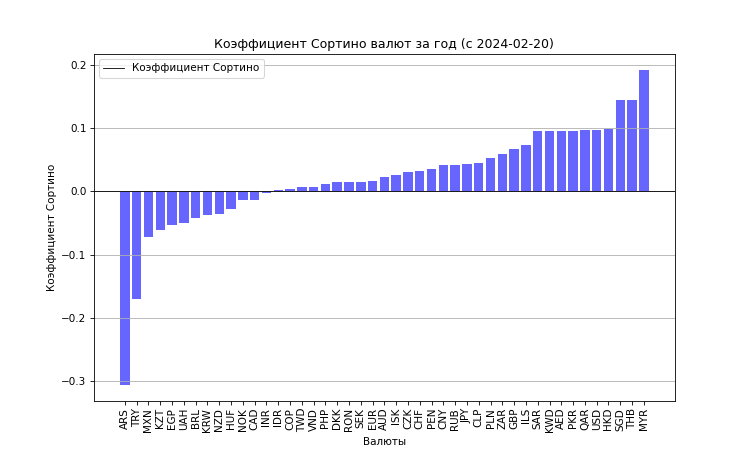 Коэффициент Сортино валют за год (с 2024-02-20)
Коэффициент Сортино
Коэффициент Сортино
0.2
0.1
0.0
−0.1
−0.2
−0.3
ARS
TRY
MXN
KZT
EGP
UAH
BRL
KRW
NZD
HUF
NOK
CAD
INR
IDR
COP
TWD
VND
PHP
DKK
RON
SEK
EUR
AUD
ISK
CZK
CHF
PEN
CNY
RUB
JPY
CLP
PLN
ZAR
GBP
ILS
SAR
KWD
AED
PKR
QAR
USD
HKD
SGD
THB
MYR
Валюты